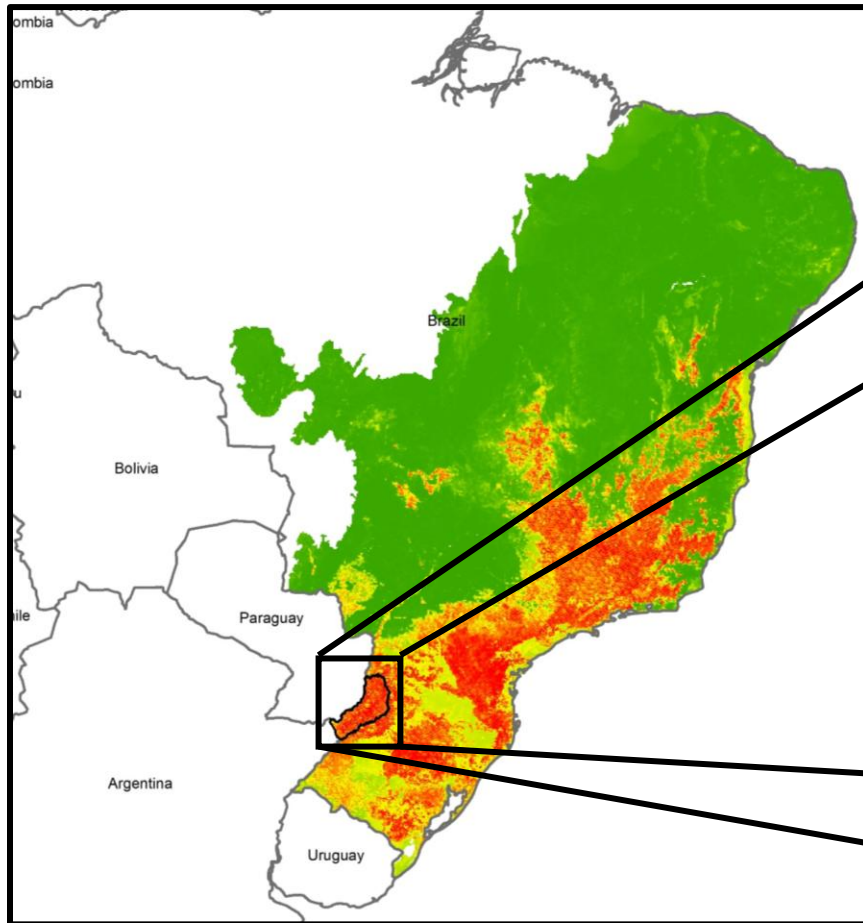 ombia
ombia
Brazil
u
Bolivia
Paraguay
ile
Argentina
Uruguay